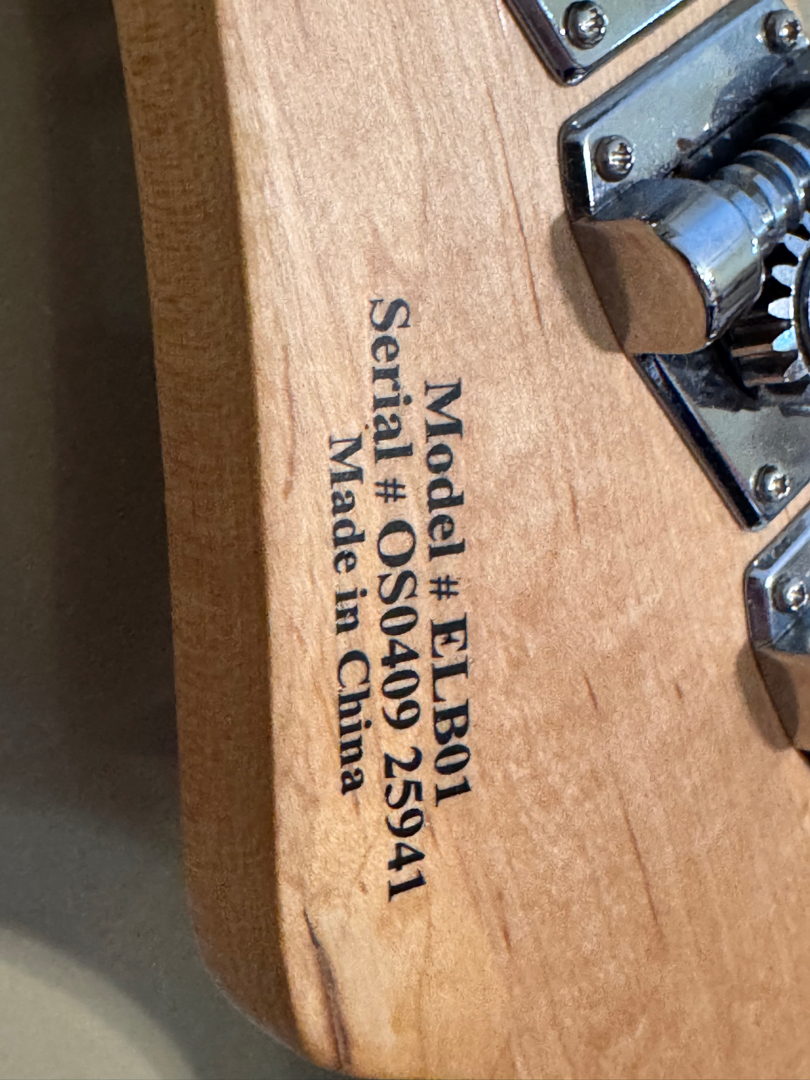 Model # ELB01
Serial # OS0409 25941
Made in China